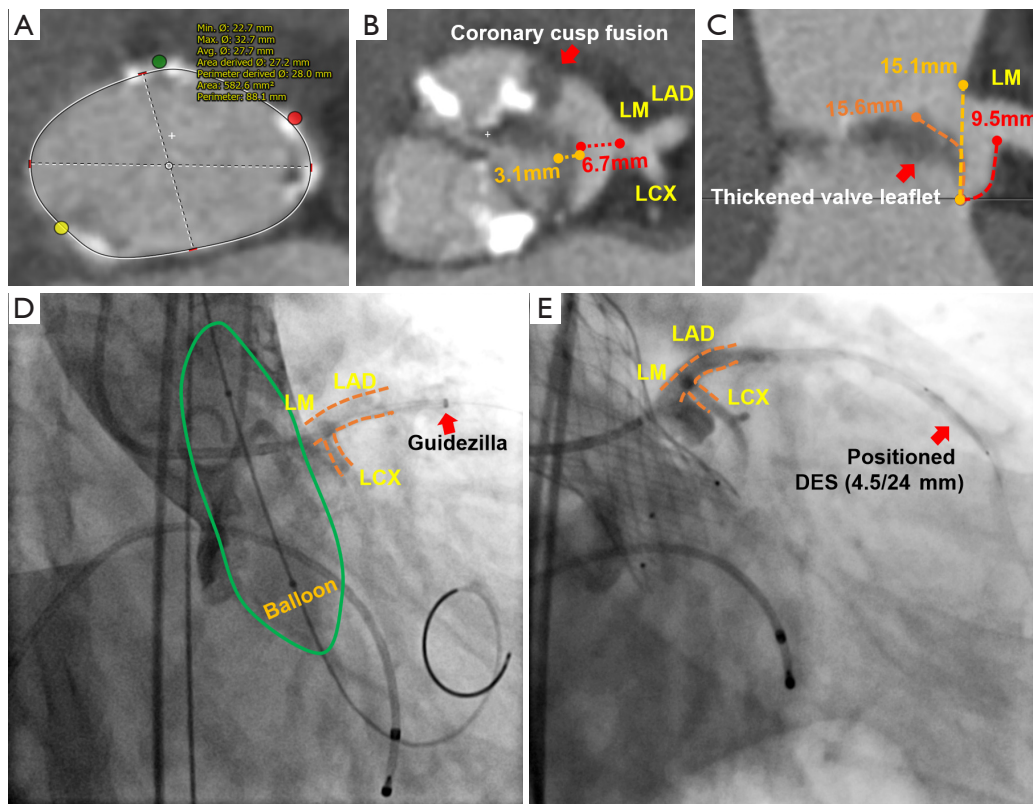 A
Min. Ø: 22.7 mm
Max. Ø: 32.7 mm
Avg. Ø: 27.7 mm
Area derived Ø: 27.2 mm
Perimeter derived Ø: 28.0 mm
Area: 582.6 mm²
Perimeter: 88.1 mm
B
Coronary cusp fusion
LM
LAD
3.1mm
6.7mm
LCX
C
15.1mm
LM
15.6mm
9.5mm
Thickened valve leaflet
D
LAD
LM
Guidezilla
LCX
Balloon
E
LAD
LM
LCX
Positioned
DES (4.5/24 mm)